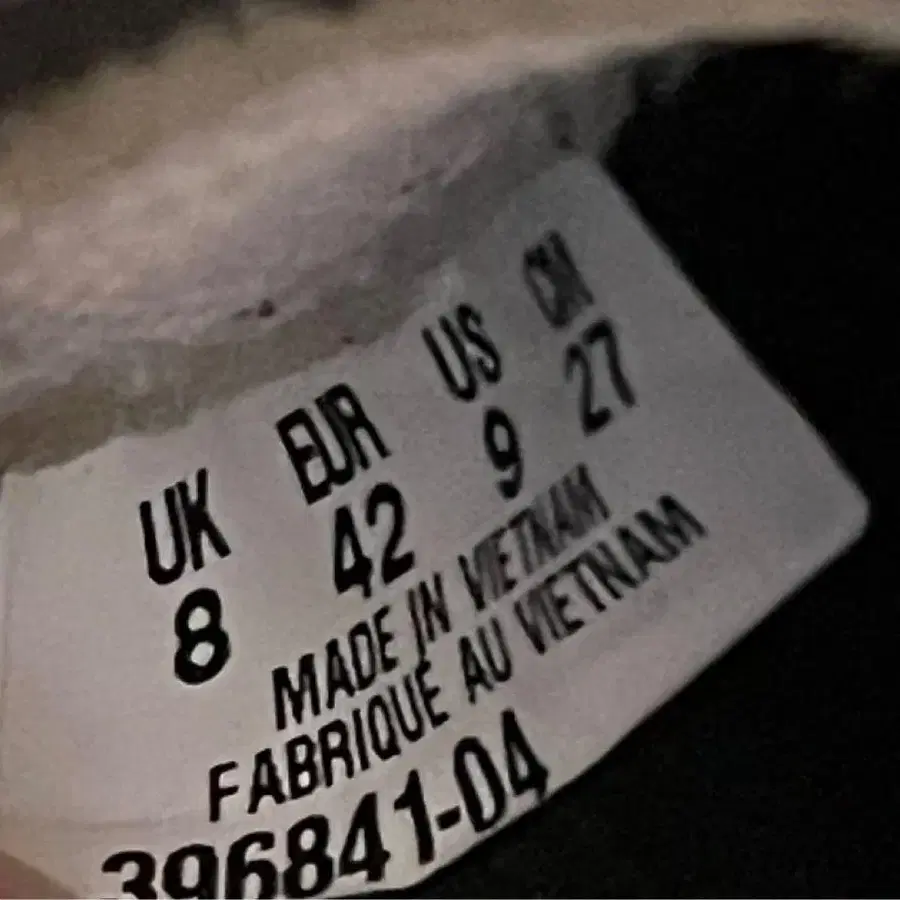 UK EUR US CM
8 42 9 27
MADE IN VIETNAM
FABRIQUÉ AU VIETNAM
396841-04